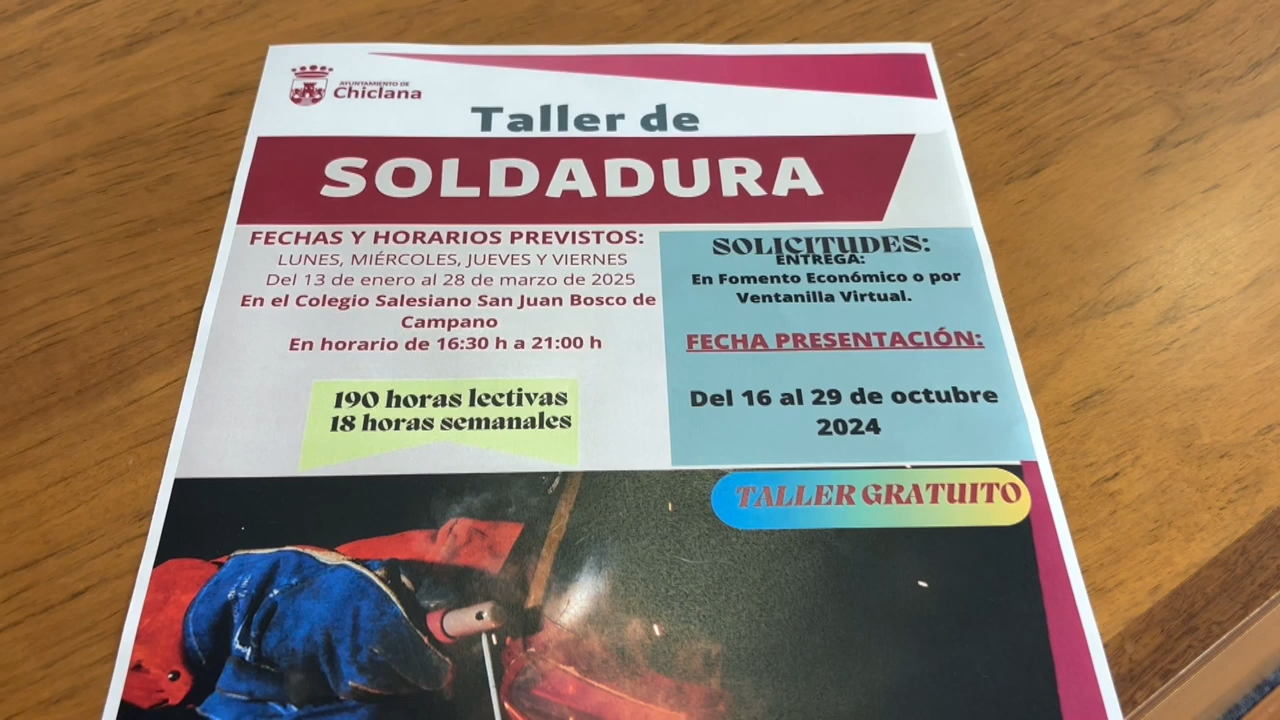 AYUNTAMIENTO DE
Chiclana
Taller de
SOLDADURA
FECHAS Y HORARIOS PREVISTOS:
LUNES, MIÉRCOLES, JUEVES Y VIERNES
Del 13 de enero al 28 de marzo de 2025
En el Colegio Salesiano San Juan Bosco de
Campano
En horario de 16:30 h a 21:00 h
190 horas lectivas
18 horas semanales
SOLICITUDES:
ENTREGA:
En Fomento Económico o por
Ventanilla Virtual.
FECHA PRESENTACIÓN:
Del 16 al 29 de octubre
2024
TALLER GRATUITO